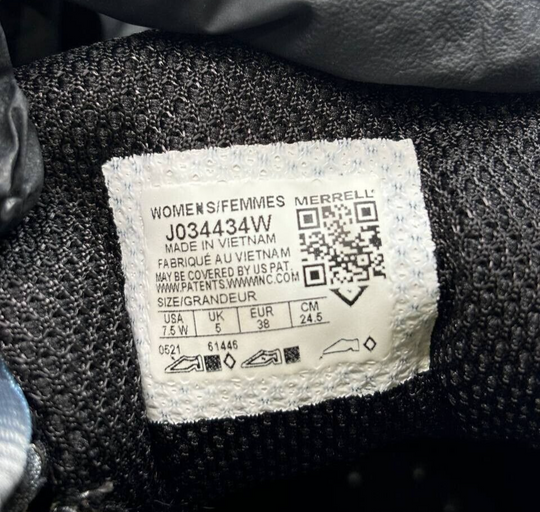 WOMENS/FEMMES MERRELL
J034434W
MADE IN VIETNAM
FABRIQUÉ AU VIETNAM
MAY BE COVERED BY US PAT.
WWW.PATENTS.WWWINC.COM
SIZE/GRANDEUR
USA UK EUR CM
7.5 W 5 38 24.5
0521 61446